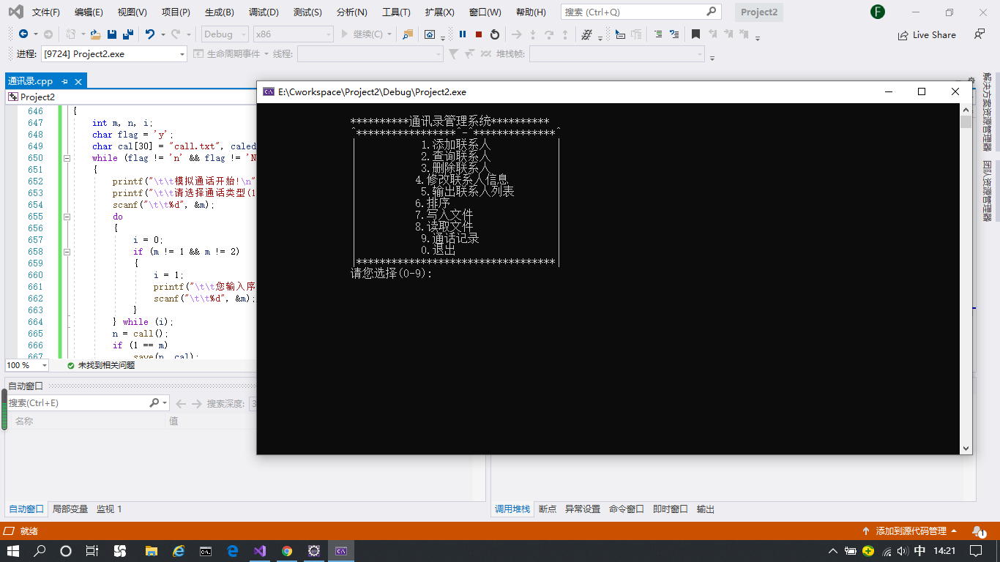 文件(F) 编辑(E) 视图(V) 项目(P) 生成(B) 调试(D) 测试(S) 分析(N) 工具(T) 扩展(X) 窗口(W) 帮助(H) 搜索 (Ctrl+Q) Project2 F
Debug x86 继续(C) Live Share
进程: [9724] Project2.exe 生命周期事件 线程: 堆栈帧:
通讯录.cpp
Project2
646 {
647 int m, n, i;
648 char flag = 'y';
649 char cal[30] = "call.txt", caled
650 while (flag != 'n' && flag != 'N
651 {
652 printf("\t\t模拟通话开始!\n"
653 printf("\t\t请选择通话类型(1
654 scanf("\t\t%d", &m);
655 do
656 {
657 i = 0;
658 if (m != 1 && m != 2)
659 {
660 i = 1;
661 printf("\t\t您输入序
662 scanf("\t\t%d", &m);
663 }
664 } while (i);
665 n = call();
666 if (1 == m)
667 save(n, cal);
100 % 未找到相关问题
E:\Cworkspace\Project2\Debug\Project2.exe
**********通讯录管理系统**********
^*****************^-^**************^
1.添加联系人
2.查询联系人
3.删除联系人
4.修改联系人信息
5.输出联系人列表
6.排序
7.写入文件
8.读取文件
9.通话记录
0.退出
|**********************************|
请您选择(0-9):
解决方案资源管理器
团队资源管理器
自动窗口
搜索(Ctrl+E) 搜索深度: 3
名称 值
自动窗口 局部变量 监视 1
调用堆栈 断点 异常设置 命令窗口 即时窗口 输出
就绪 添加到源代码管理 1
中 14:21